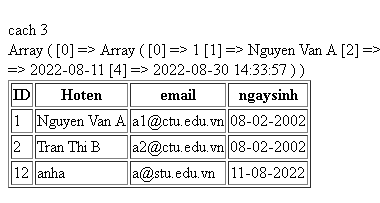 cach 3
Array ( [0] => Array ( [0] => 1 [1] => Nguyen Van A [2] =>
=> 2022-08-11 [4] => 2022-08-30 14:33:57 ) )
ID Hoten email ngaysinh
1 Nguyen Van A a1@ctu.edu.vn 08-02-2002
2 Tran Thi B a2@ctu.edu.vn 08-02-2002
12 anha a@stu.edu.vn 11-08-2022